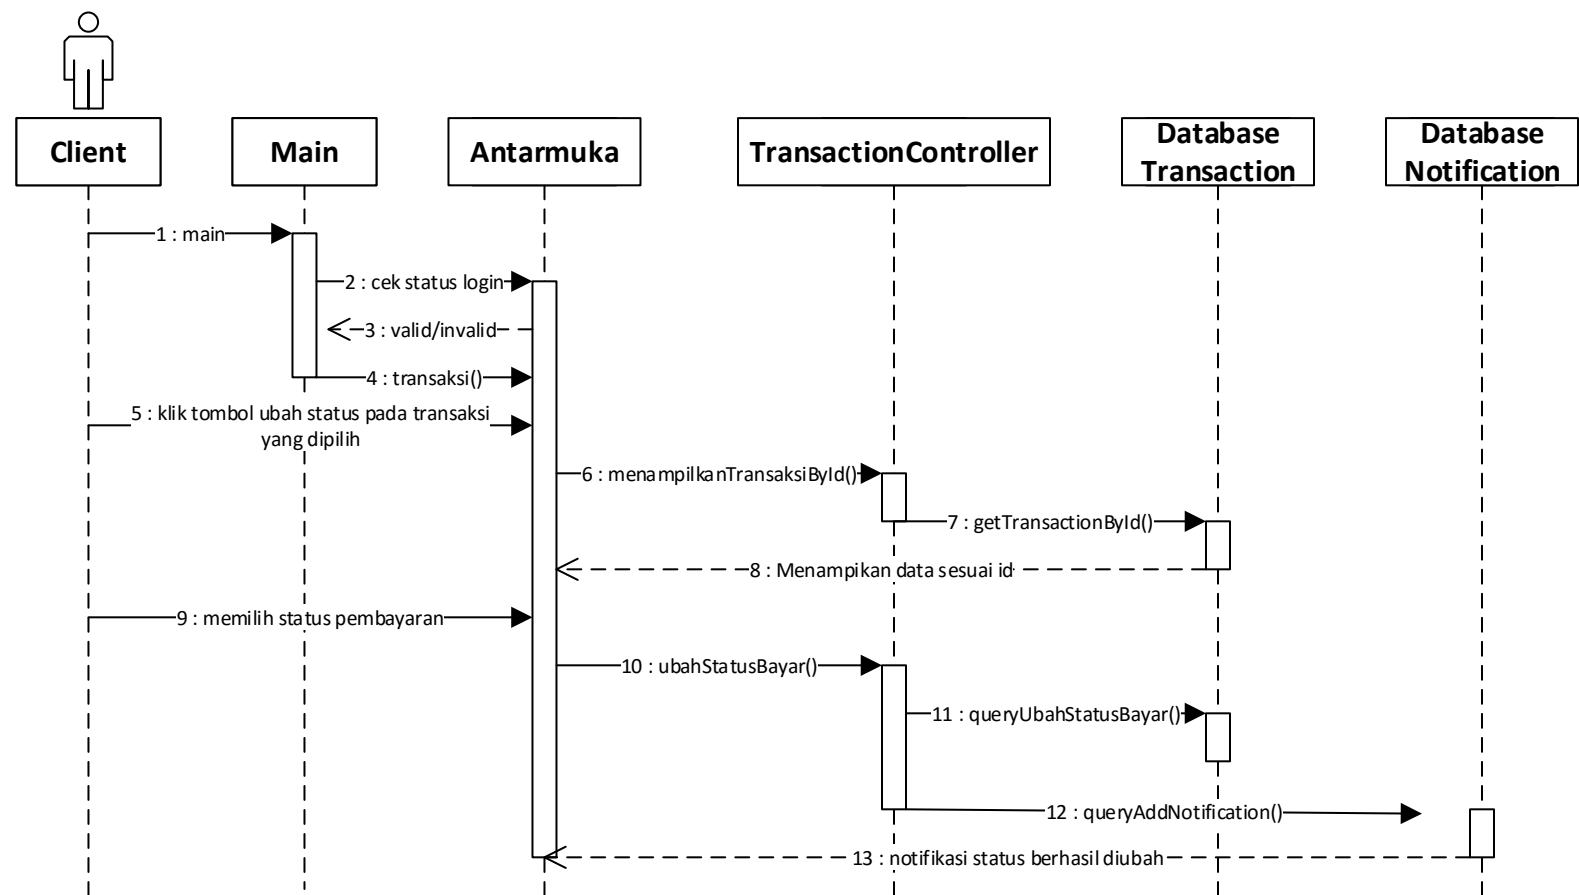 Client
Main
Antarmuka
TransactionController
Database
Transaction
Database
Notification
1 : main
2 : cek status login
3 : valid/invalid
4 : transaksi()
5 : klik tombol ubah status pada transaksi
yang dipilih
6 : menampilkanTransaksiById()
7 : getTransactionById()
8 : Menampikan data sesuai id
9 : memilih status pembayaran
10 : ubahStatusBayar()
11 : queryUbahStatusBayar()
12 : queryAddNotification()
13 : notifikasi status berhasil diubah